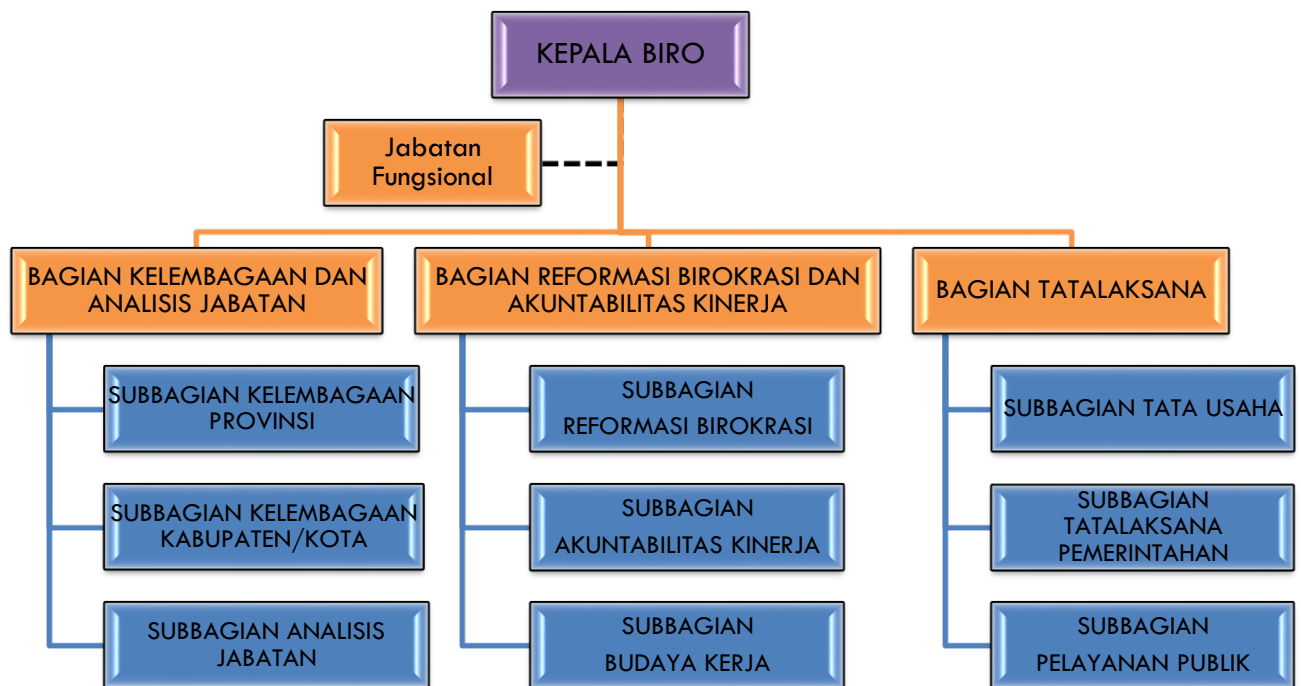 KEPALA BIRO
Jabatan
Fungsional
BAGIAN KELEMBAGAAN DAN
ANALISIS JABATAN
BAGIAN REFORMASI BIROKRASI DAN
AKUNTABILITAS KINERJA
BAGIAN TATALAKSANA
SUBBAGIAN KELEMBAGAAN
PROVINSI
SUBBAGIAN KELEMBAGAAN
KABUPATEN/KOTA
SUBBAGIAN ANALISIS
JABATAN
SUBBAGIAN
REFORMASI BIROKRASI
SUBBAGIAN
AKUNTABILITAS KINERJA
SUBBAGIAN
BUDAYA KERJA
SUBBAGIAN TATA USAHA
SUBBAGIAN
TATALAKSANA
PEMERINTAHAN
SUBBAGIAN
PELAYANAN PUBLIK